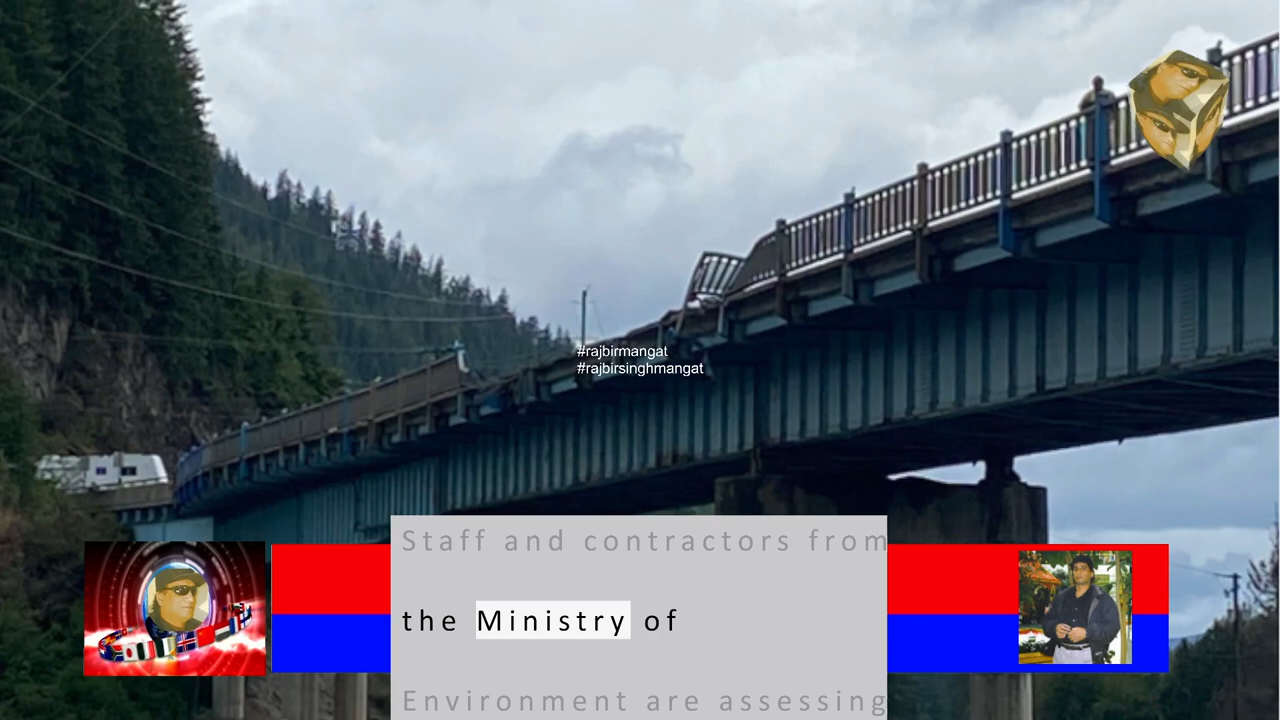 #rajbirmangat
#rajbirsinghmangat
Staff and contractors from
the Ministry of
Environment are assessing